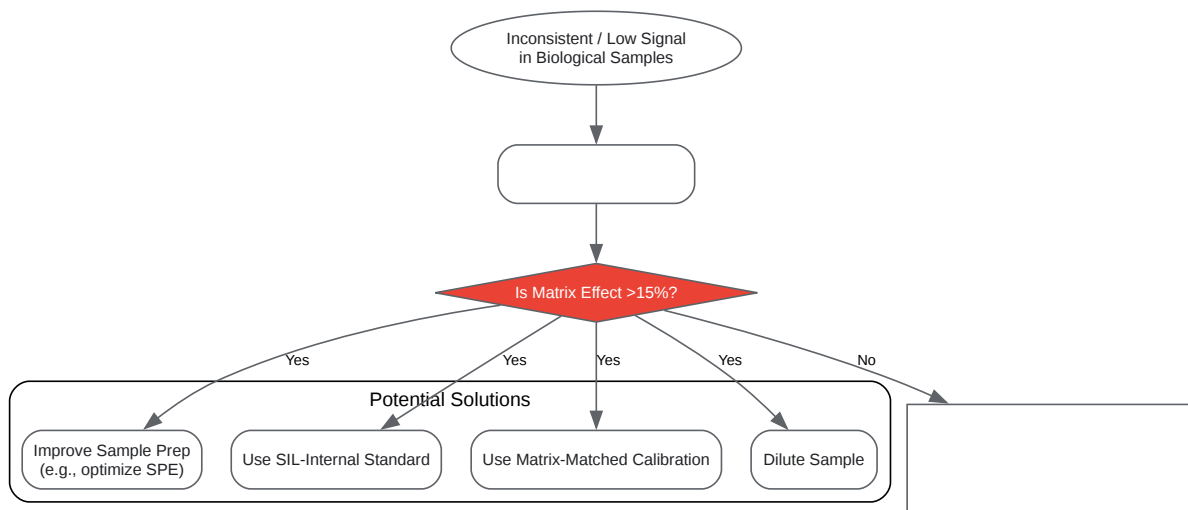 Inconsistent / Low Signal
in Biological Samples
Is Matrix Effect >15%?
Yes
Yes
Yes
Yes
No
Potential Solutions
Improve Sample Prep
(e.g., optimize SPE)
Use SIL-Internal Standard
Use Matrix-Matched Calibration
Dilute Sample